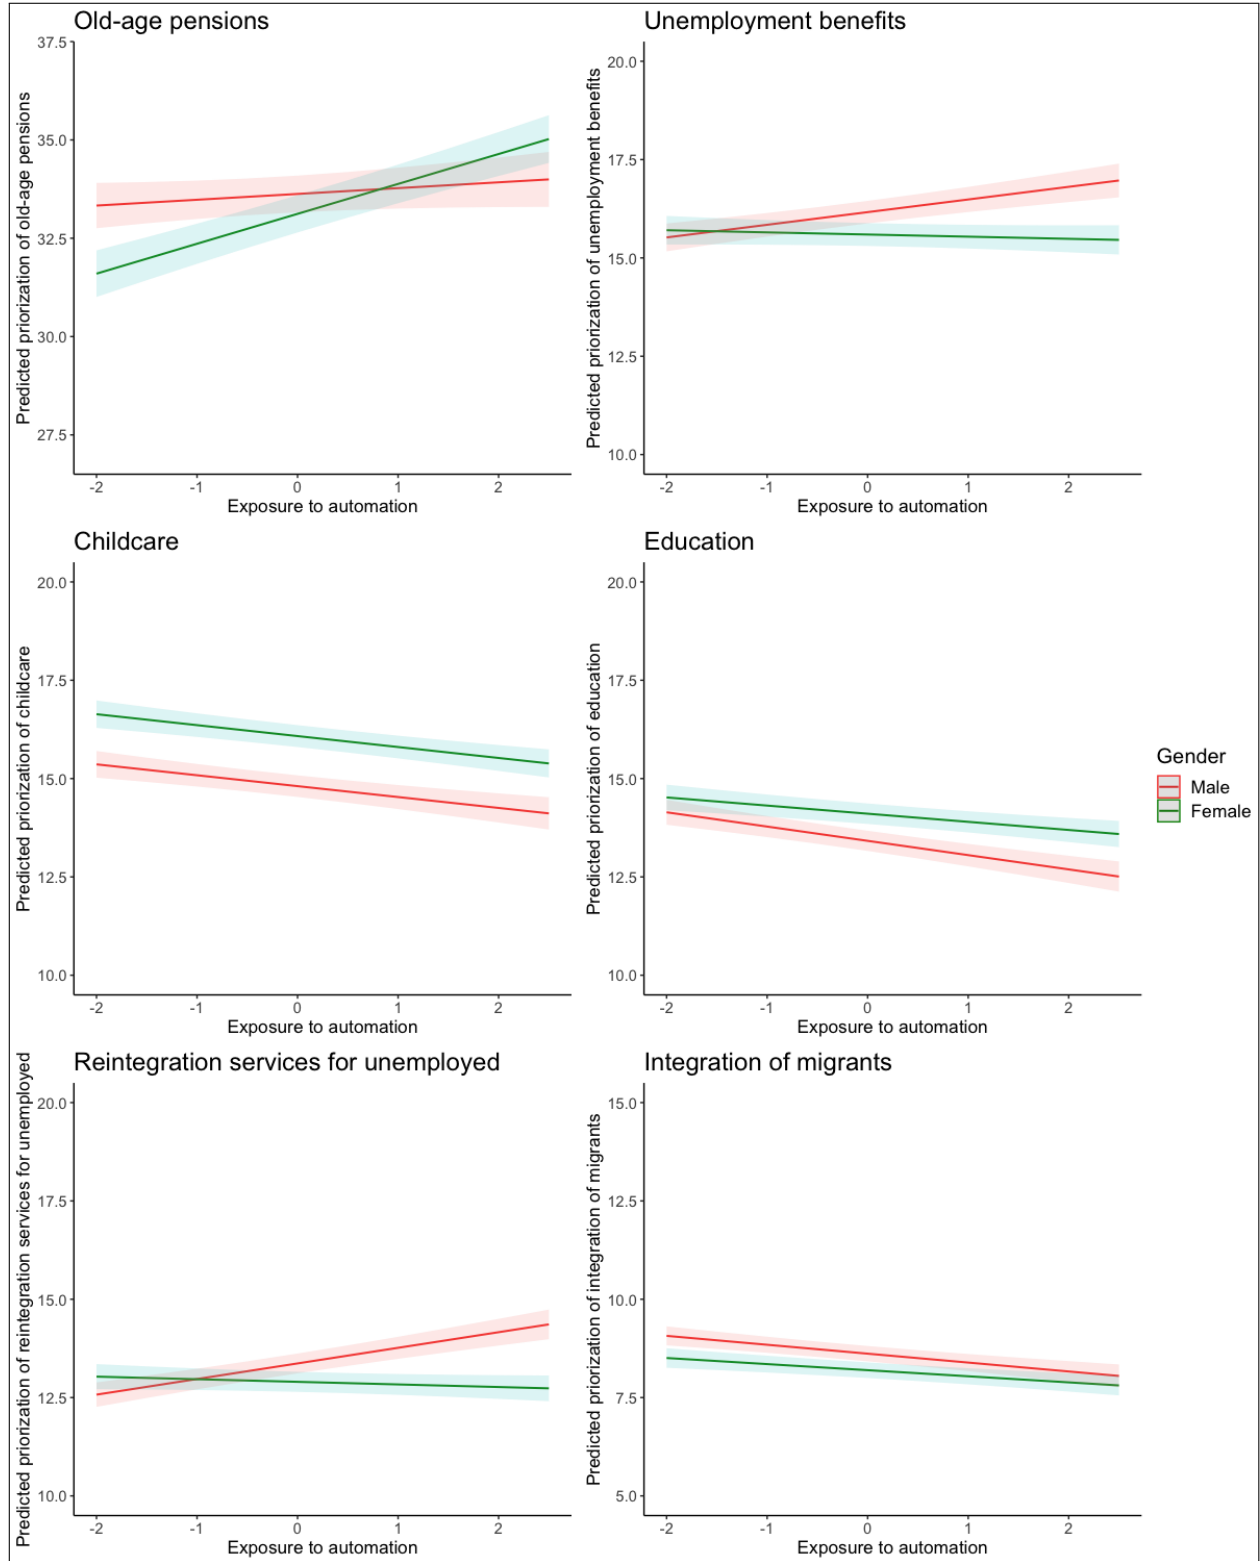 Old-age pensions
Predicted priorization of old-age pensions
37.5
35.0
32.5
30.0
27.5
-2 -1 0 1 2
Exposure to automation
Unemployment benefits
Predicted priorization of unemployment benefits
20.0
17.5
15.0
12.5
10.0
-2 -1 0 1 2
Exposure to automation
Childcare
Predicted priorization of childcare
20.0
17.5
15.0
12.5
10.0
-2 -1 0 1 2
Exposure to automation
Education
Predicted priorization of education
20.0
17.5
15.0
12.5
10.0
-2 -1 0 1 2
Exposure to automation
Gender
Male
Female
Reintegration services for unemployed
Predicted priorization of reintegration services for unemployed
20.0
17.5
15.0
12.5
10.0
-2 -1 0 1 2
Exposure to automation
Integration of migrants
Predicted priorization of integration of migrants
15.0
12.5
10.0
7.5
5.0
-2 -1 0 1 2
Exposure to automation